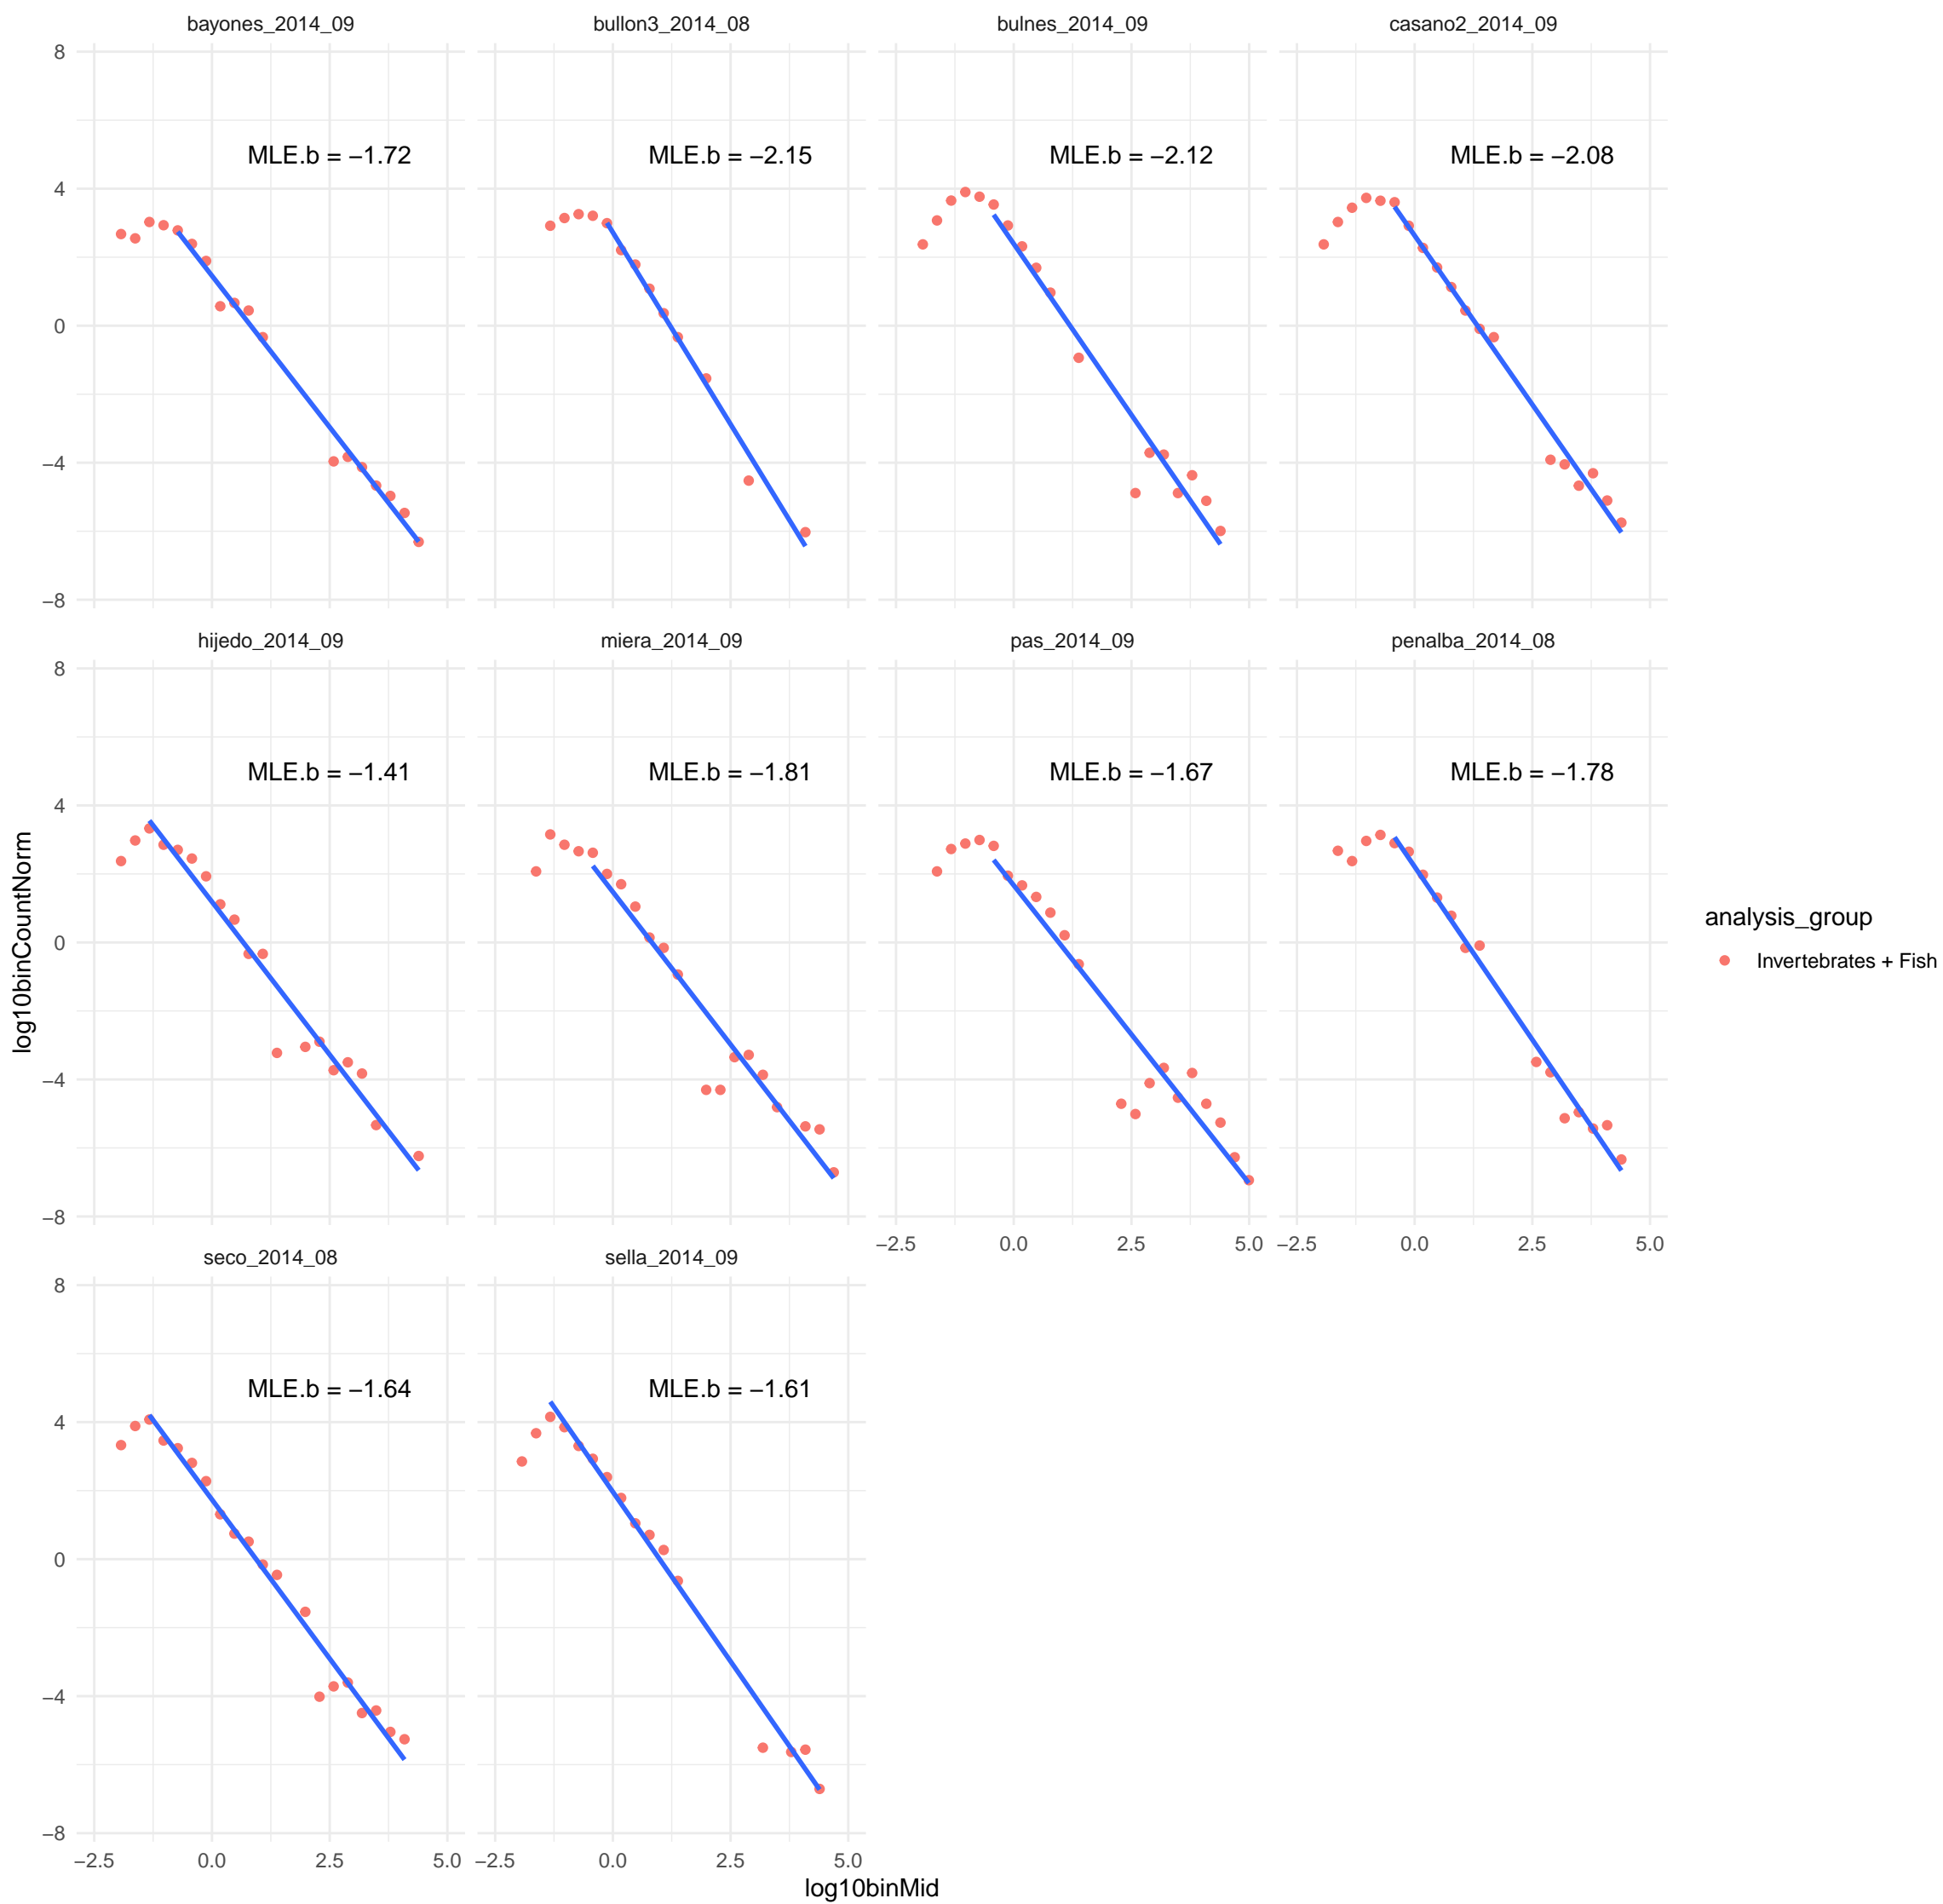 bayones_2014_09 bullon3_2014_08 bulnes_2014_09 casano2_2014_09
8
MLE.b = −1.72 MLE.b = −2.15 MLE.b = −2.12 MLE.b = −2.08
4
0
−4
−8
hijedo_2014_09 miera_2014_09 pas_2014_09 penalba_2014_08
8
MLE.b = −1.41 MLE.b = −1.81 MLE.b = −1.67 MLE.b = −1.78
4
0
−4
−8
−2.5 0.0 2.5 5.0 −2.5 0.0 2.5 5.0
seco_2014_08 sella_2014_09
8
MLE.b = −1.64 MLE.b = −1.61
4
0
−4
−8
−2.5 0.0 2.5 5.0 −2.5 0.0 2.5 5.0
log10binMid
log10binCountNorm
analysis_group
Invertebrates + Fish